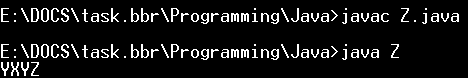 E:\DOCS\task.bbr\Programming\Java>javac Z.java
E:\DOCS\task.bbr\Programming\Java>java Z
YXYZ